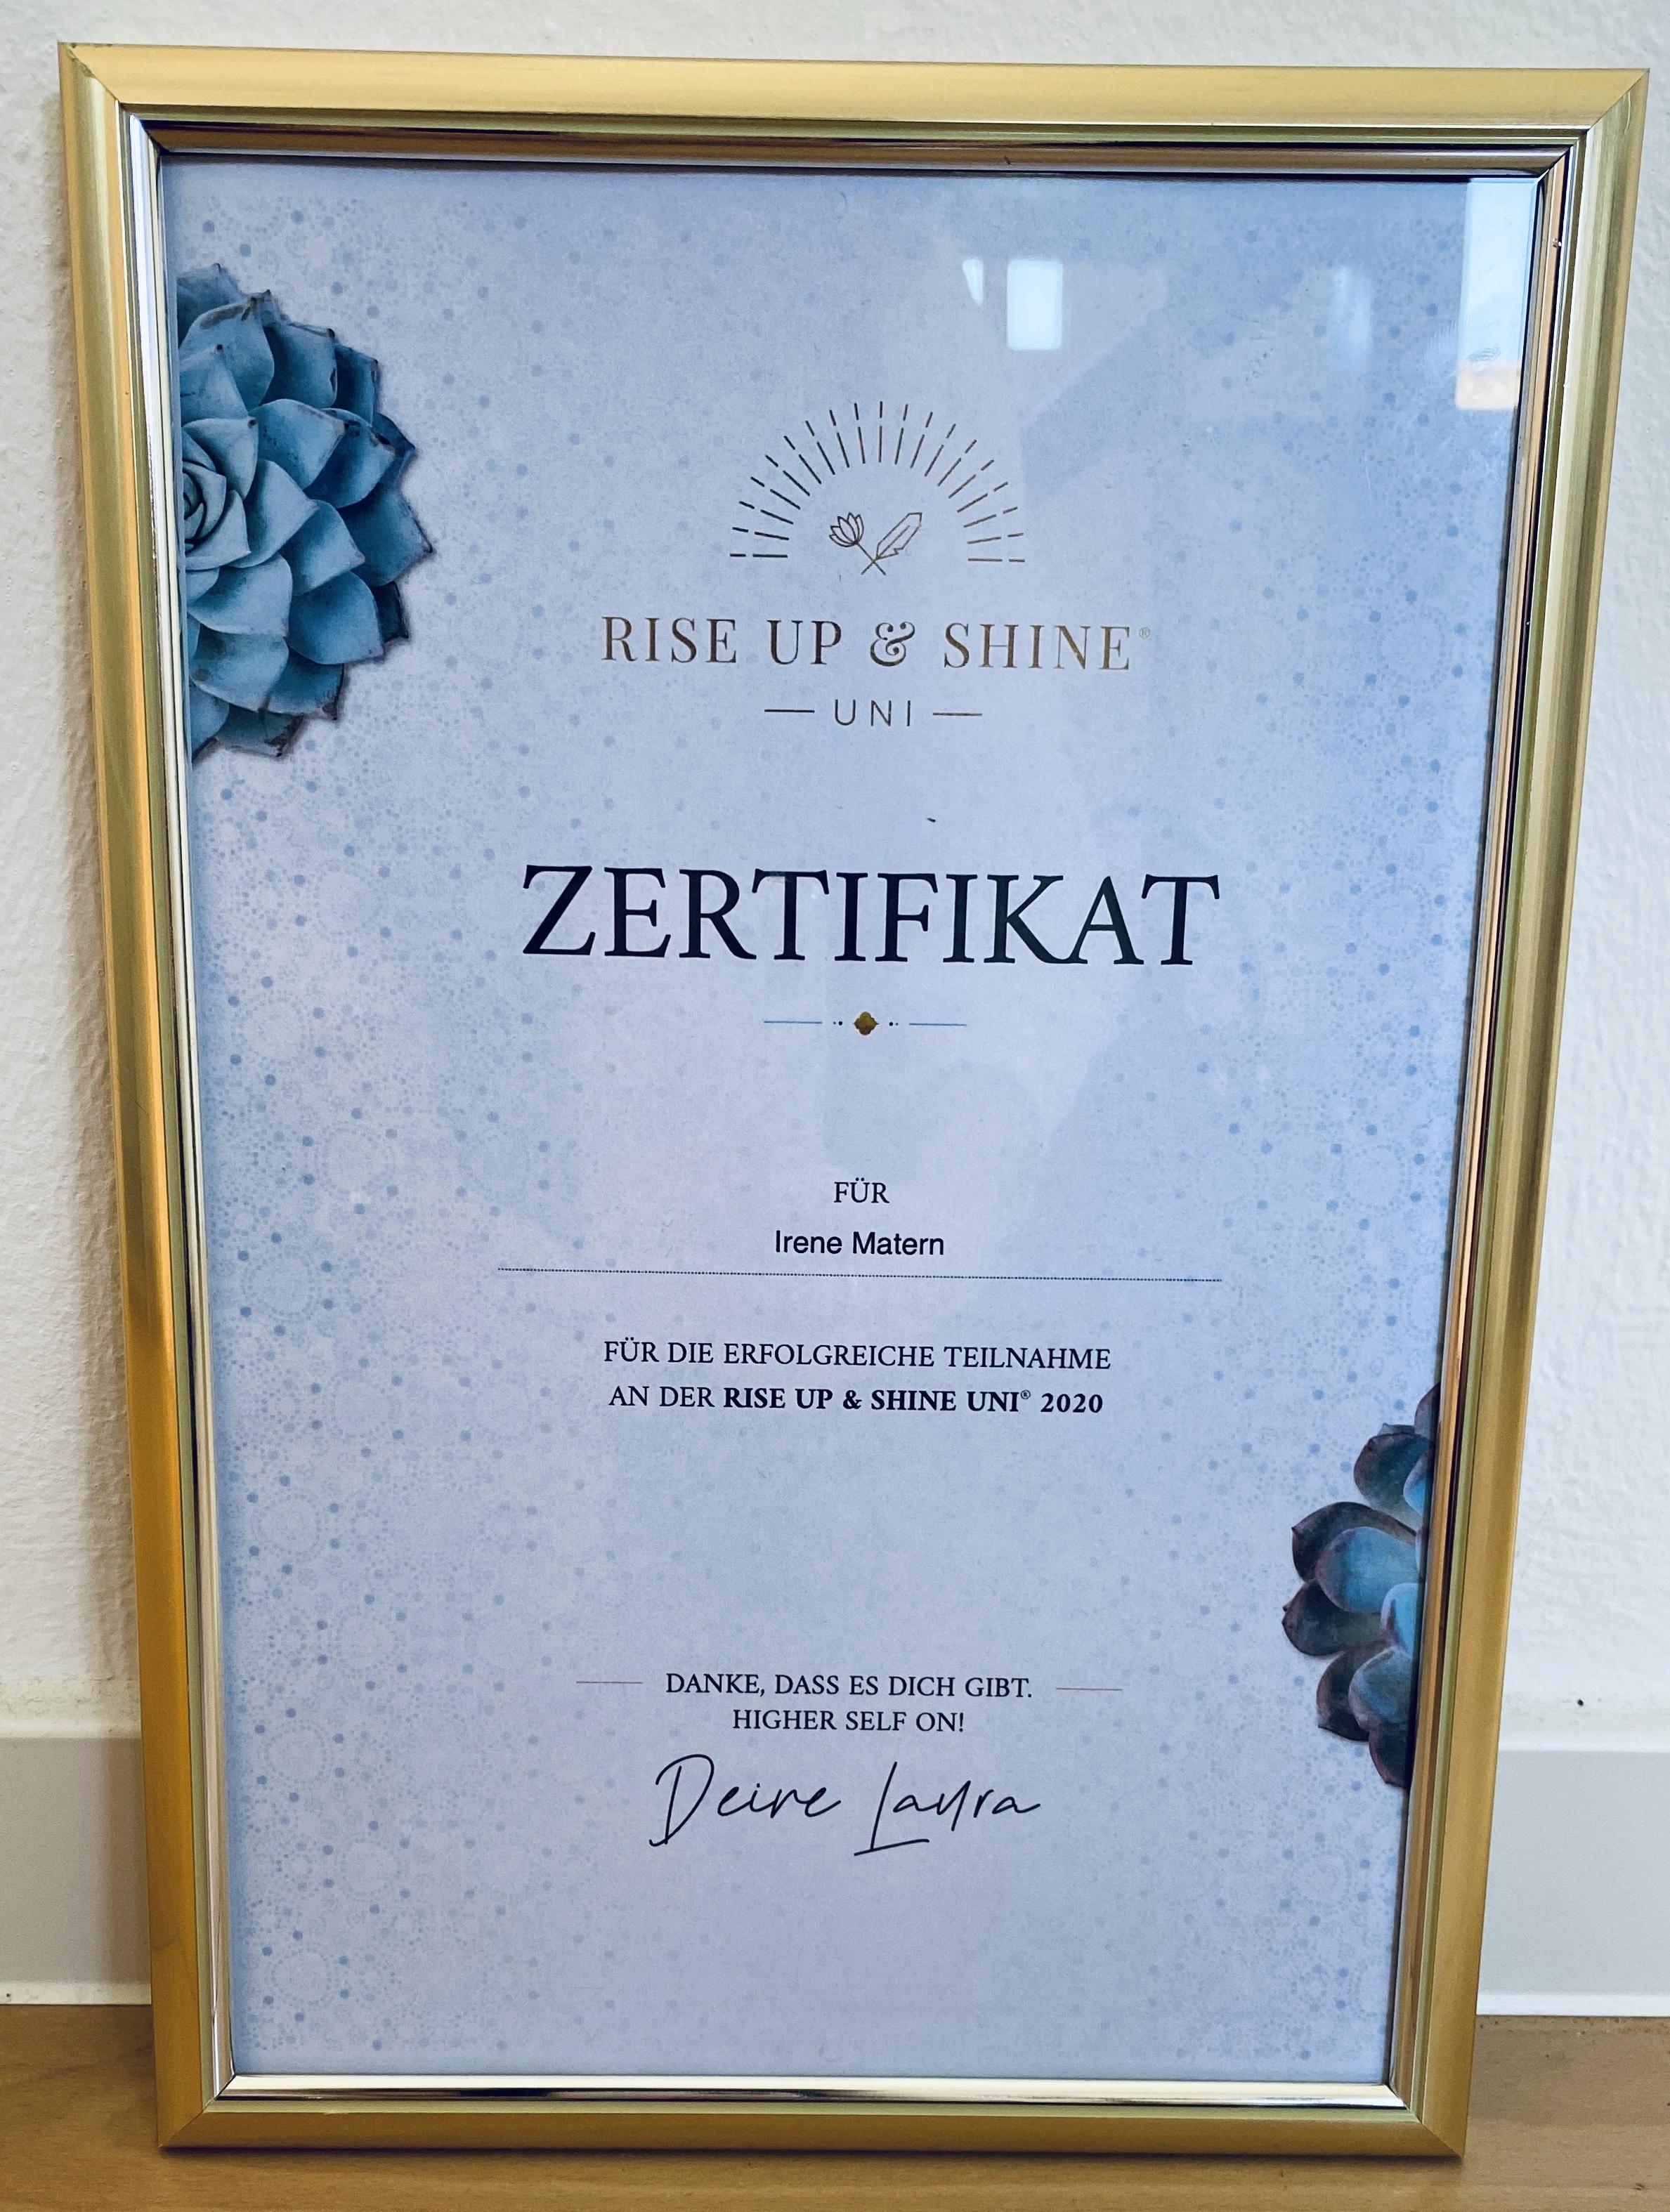 RISE UP & SHINE®
UNI
ZERTIFIKAT
FÜR
Irene Matern
FÜR DIE ERFOLGREICHE TEILNAHME
AN DER RISE UP & SHINE UNI® 2020
DANKE, DASS ES DICH GIBT.
HIGHER SELF ON!
Deine Laura